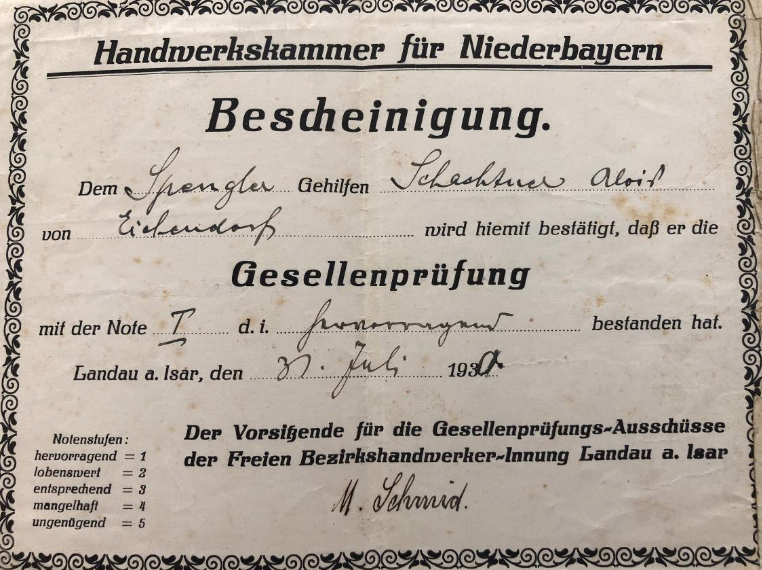 Handwerkskammer für Niederbayern
Bescheinigung.
Dem Spengler Gehilfen Schachtner Alois
von Eichendorf wird hiemit bestätigt, daß er die
Gesellenprüfung
mit der Note I d. i. hervorragend bestanden hat.
Landau a. Isar, den 31. Juli 193
Notenstufen:
hervorragend = 1
lobenswert = 2
entsprechend = 3
mangelhaft = 4
ungenügend = 5
Der Vorsitzende für die Gesellenprüfungs-Ausschüsse
der Freien Bezirkshandwerker-Innung Landau a. Isar
M. Schmid.